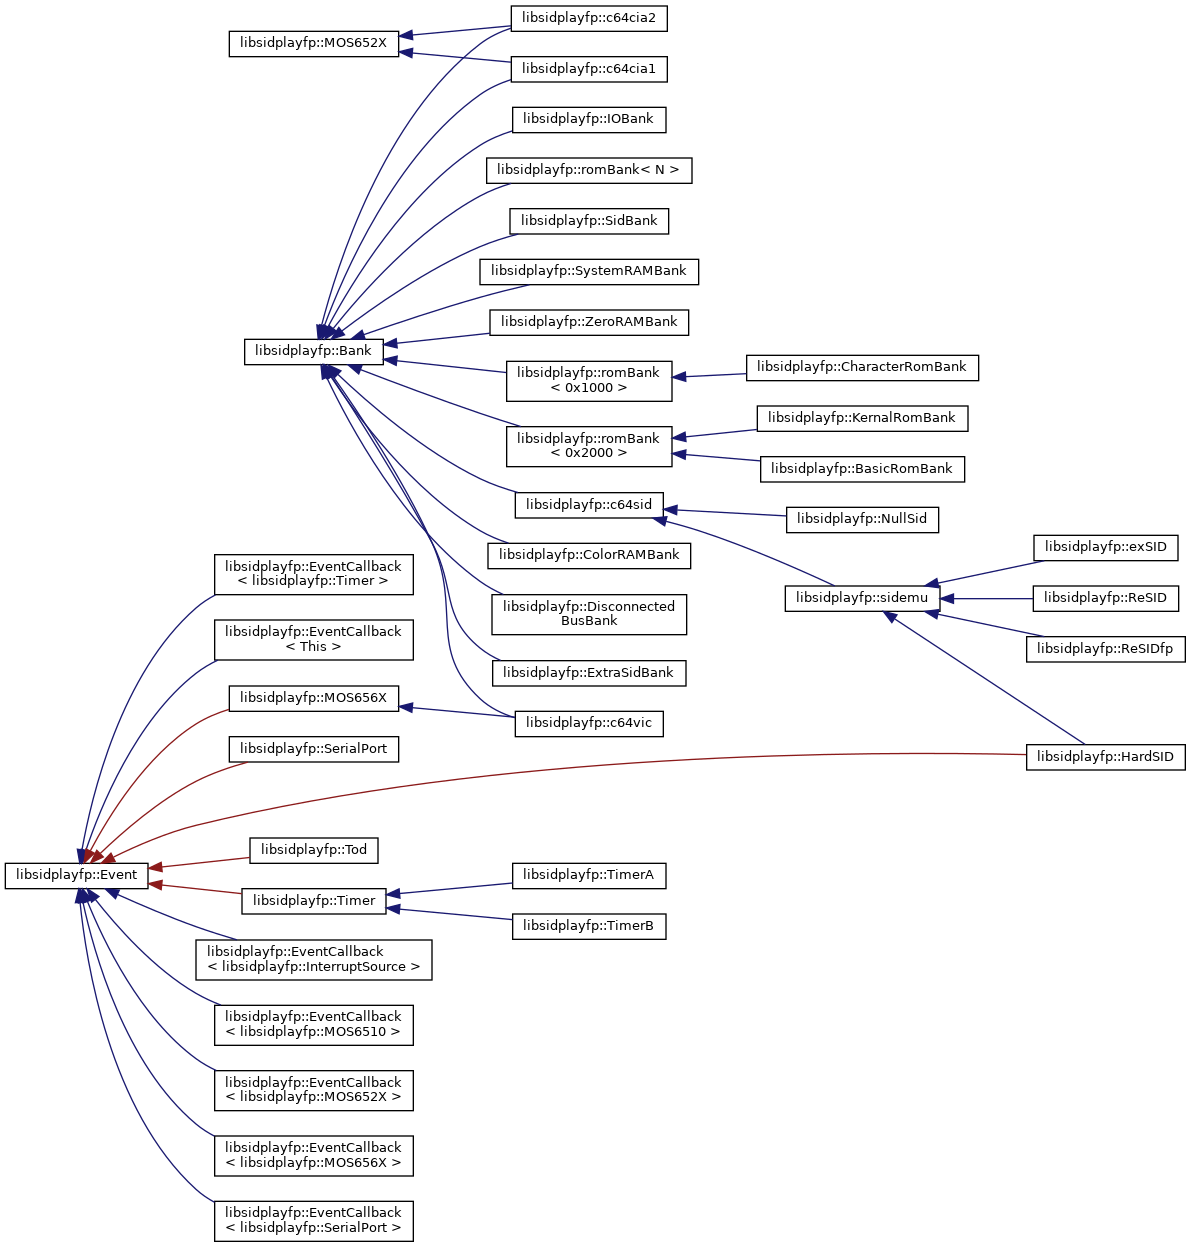 libsidplayfp::c64cia2
libsidplayfp::MOS652X
libsidplayfp::c64cia1
libsidplayfp::IOBank
libsidplayfp::romBank< N >
libsidplayfp::SidBank
libsidplayfp::SystemRAMBank
libsidplayfp::ZeroRAMBank
libsidplayfp::Bank
libsidplayfp::romBank
< 0x1000 >
libsidplayfp::CharacterRomBank
libsidplayfp::KernalRomBank
libsidplayfp::romBank
< 0x2000 >
libsidplayfp::BasicRomBank
libsidplayfp::c64sid
libsidplayfp::NullSid
libsidplayfp::exSID
libsidplayfp::ColorRAMBank
libsidplayfp::EventCallback
< libsidplayfp::Timer >
libsidplayfp::sidemu
libsidplayfp::ReSID
libsidplayfp::Disconnected
BusBank
libsidplayfp::EventCallback
< This >
libsidplayfp::ReSIDfp
libsidplayfp::ExtraSidBank
libsidplayfp::MOS656X
libsidplayfp::c64vic
libsidplayfp::SerialPort
libsidplayfp::HardSID
libsidplayfp::Tod
libsidplayfp::Event
libsidplayfp::TimerA
libsidplayfp::Timer
libsidplayfp::TimerB
libsidplayfp::EventCallback
< libsidplayfp::InterruptSource >
libsidplayfp::EventCallback
< libsidplayfp::MOS6510 >
libsidplayfp::EventCallback
< libsidplayfp::MOS652X >
libsidplayfp::EventCallback
< libsidplayfp::MOS656X >
libsidplayfp::EventCallback
< libsidplayfp::SerialPort >